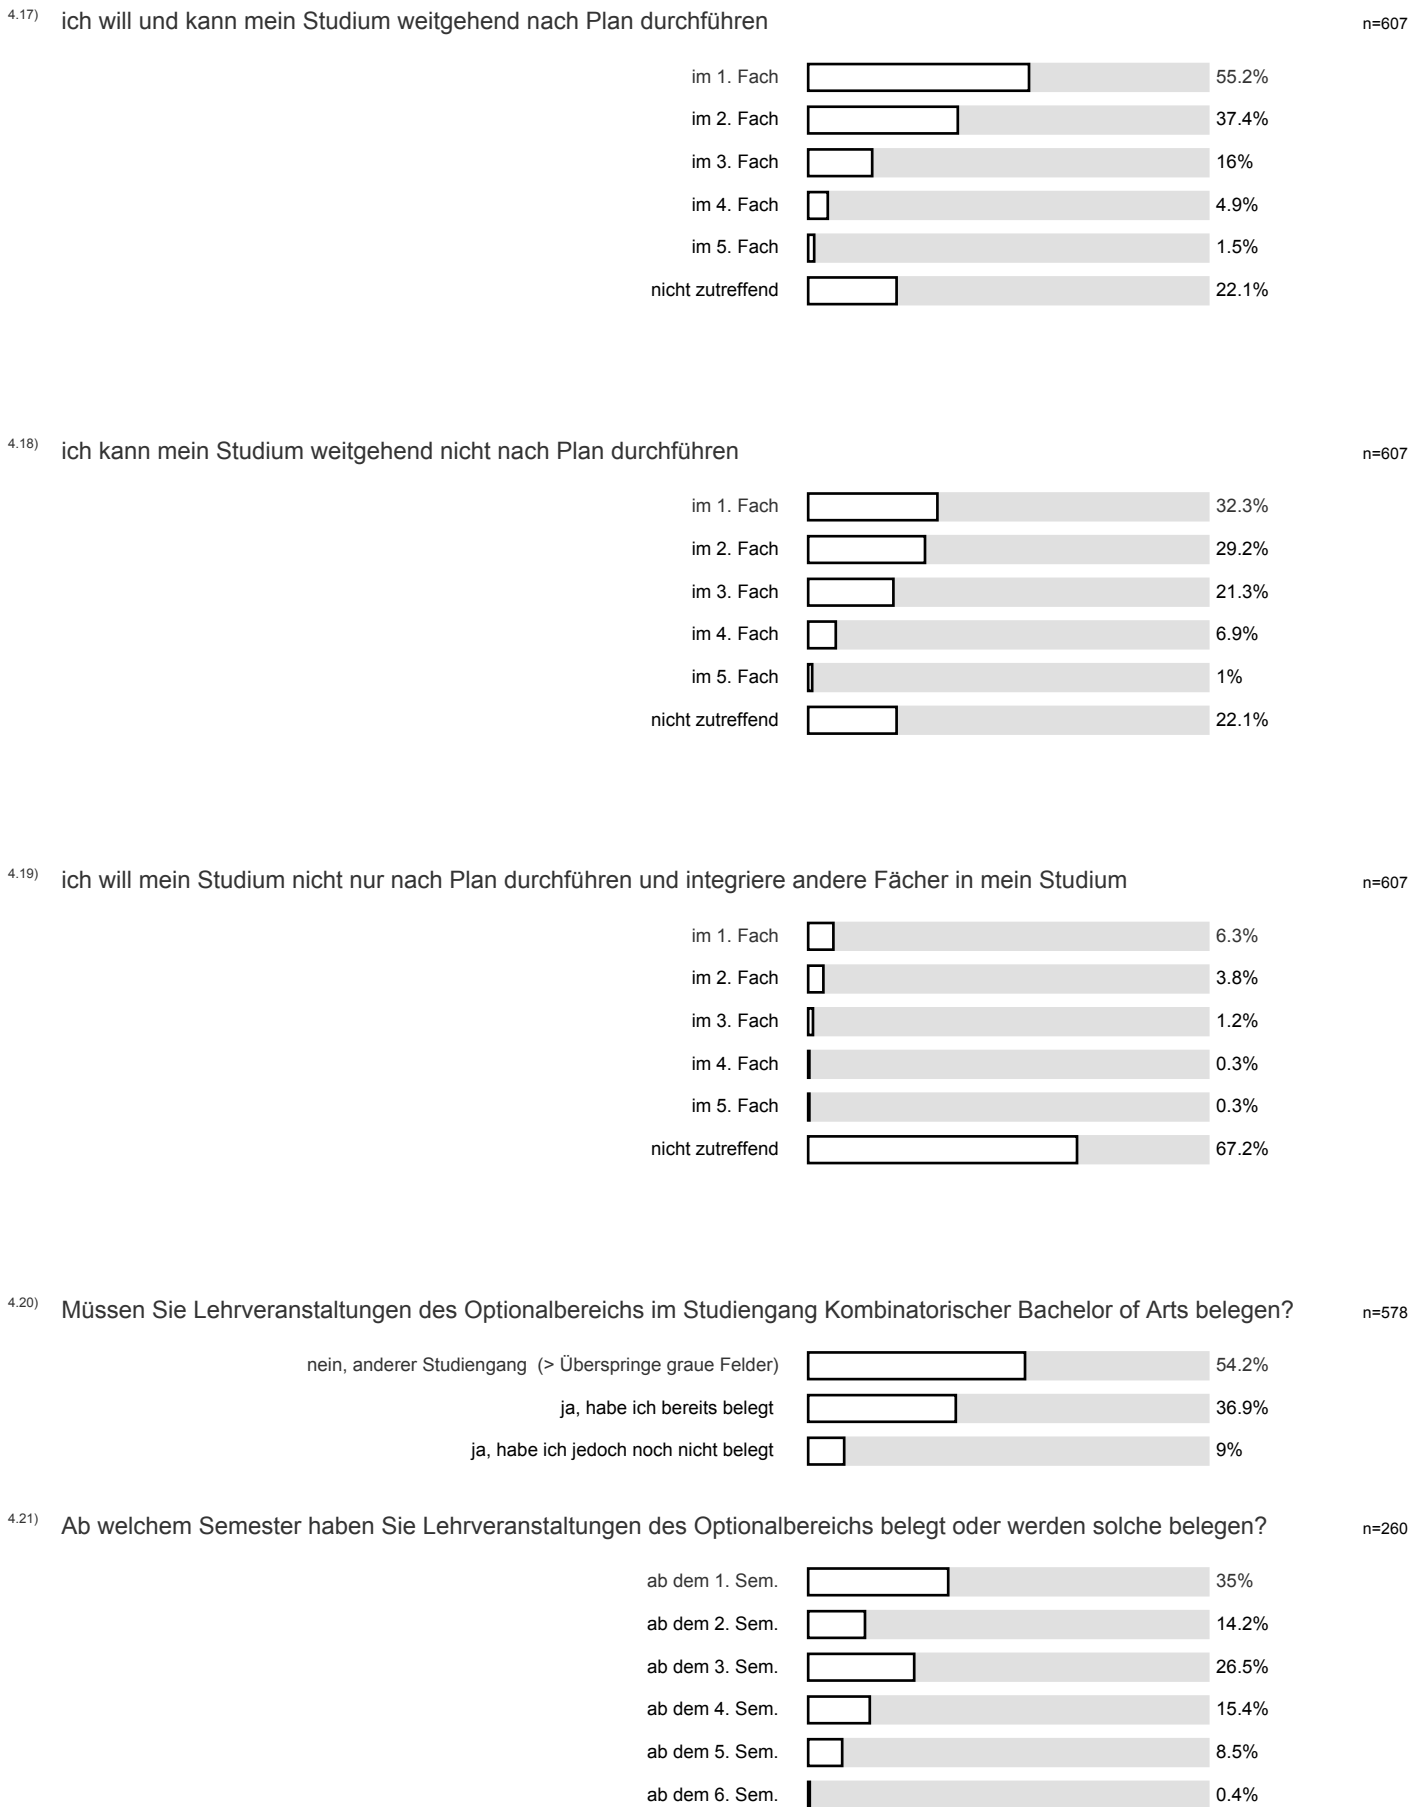 4.17) ich will und kann mein Studium weitgehend nach Plan durchführen n=607
im 1. Fach 55.2%
im 2. Fach 37.4%
im 3. Fach 16%
im 4. Fach 4.9%
im 5. Fach 1.5%
nicht zutreffend 22.1%
4.18) ich kann mein Studium weitgehend nicht nach Plan durchführen n=607
im 1. Fach 32.3%
im 2. Fach 29.2%
im 3. Fach 21.3%
im 4. Fach 6.9%
im 5. Fach 1%
nicht zutreffend 22.1%
4.19) ich will mein Studium nicht nur nach Plan durchführen und integriere andere Fächer in mein Studium n=607
im 1. Fach 6.3%
im 2. Fach 3.8%
im 3. Fach 1.2%
im 4. Fach 0.3%
im 5. Fach 0.3%
nicht zutreffend 67.2%
4.20) Müssen Sie Lehrveranstaltungen des Optionalbereichs im Studiengang Kombinatorischer Bachelor of Arts belegen? n=578
nein, anderer Studiengang (> Überspringe graue Felder) 54.2%
ja, habe ich bereits belegt 36.9%
ja, habe ich jedoch noch nicht belegt 9%
4.21) Ab welchem Semester haben Sie Lehrveranstaltungen des Optionalbereichs belegt oder werden solche belegen? n=260
ab dem 1. Sem. 35%
ab dem 2. Sem. 14.2%
ab dem 3. Sem. 26.5%
ab dem 4. Sem. 15.4%
ab dem 5. Sem. 8.5%
ab dem 6. Sem. 0.4%